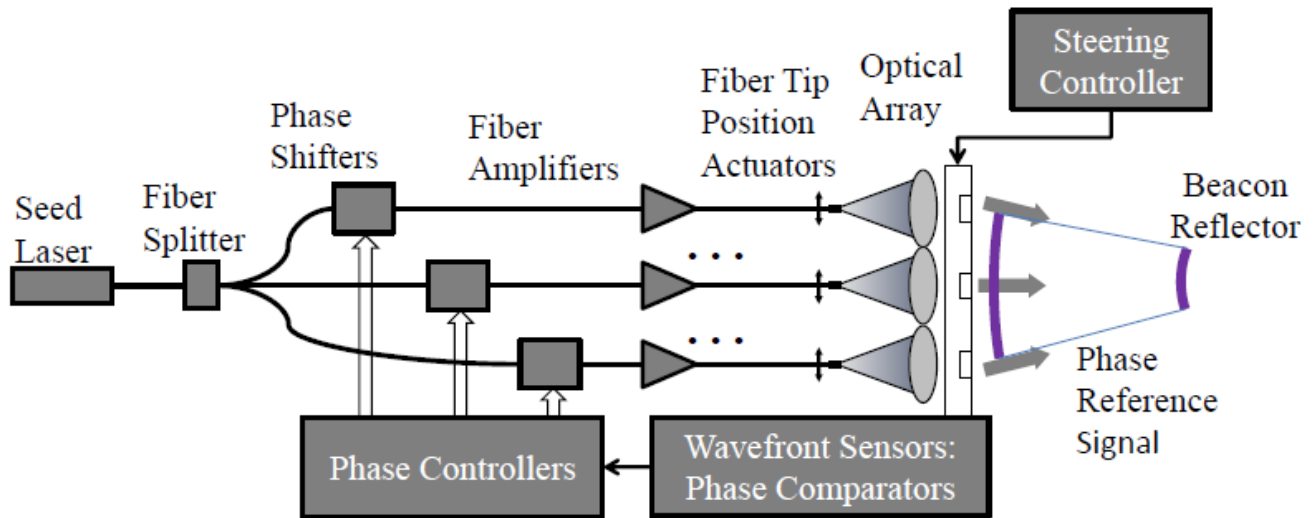 Seed
Laser
Fiber
Splitter
Phase
Shifters
Fiber
Amplifiers
Fiber Tip
Position
Actuators
Optical
Array
Steering
Controller
Beacon
Reflector
Phase
Reference
Signal
Phase Controllers
Wavefront Sensors:
Phase Comparators